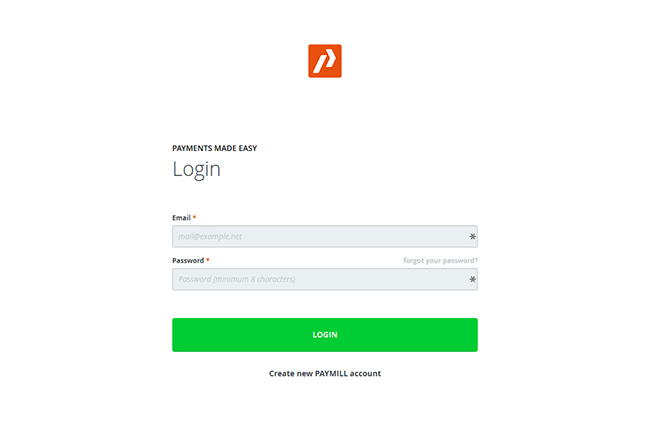 PAYMENTS MADE EASY
Login
Email *
mail@example.net
Password * forgot your password?
Password (minimum 8 characters)
LOGIN
Create new PAYMILL account